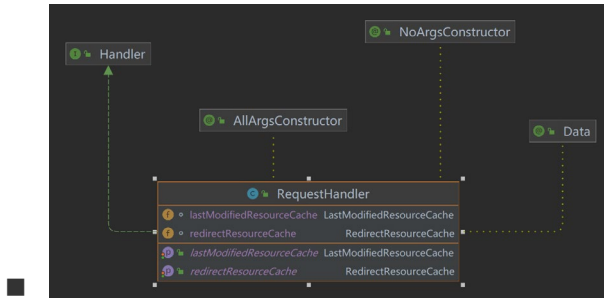 NoArgsConstructor
Handler
AllArgsConstructor
Data
RequestHandler
lastModifiedResourceCache LastModifiedResourceCache
redirectResourceCache RedirectResourceCache
lastModifiedResourceCache LastModifiedResourceCache
redirectResourceCache RedirectResourceCache